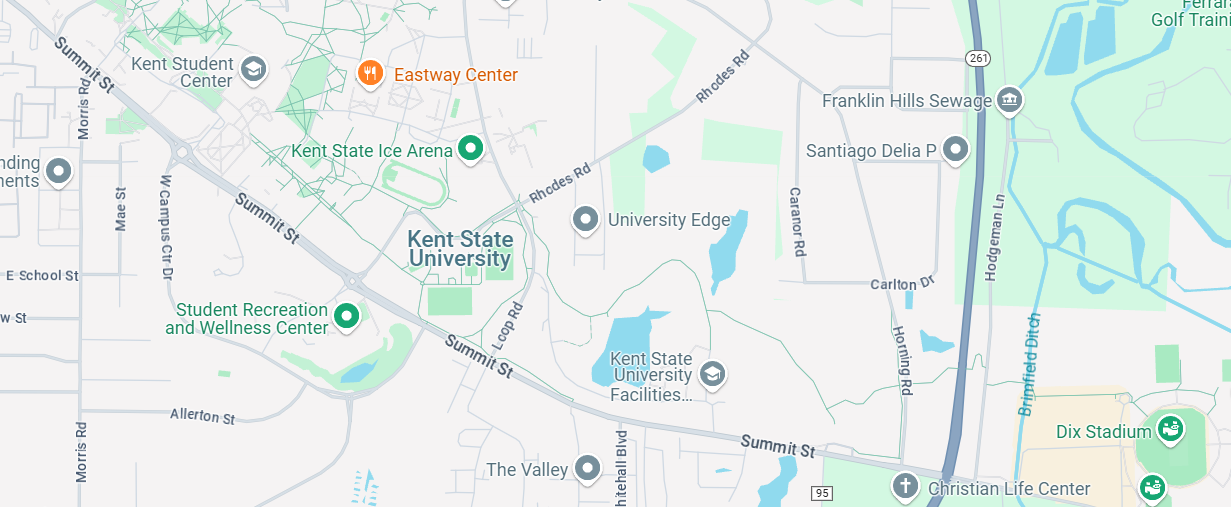 Ferrara
Golf Traini
Summit St
Kent Student
Center
Eastway Center
Rhodes Rd
261
Morris Rd
Franklin Hills Sewage
Kent State Ice Arena
Santiago Delia P
nding
nents
Rhodes Rd
Mae St
W Campus Ctr Dr
Summit St
University Edge
Caranor Rd
Hodgeman Ln
Kent State
University
E School St
Carlton Dr
Student Recreation
and Wellness Center
w St
Loop Rd
Summit St
Horning Rd
Brimfield Ditch
Kent State
University
Facilities...
Allerton St
Morris Rd
Dix Stadium
Summit St
The Valley
hitehall Blvd
95
Christian Life Center